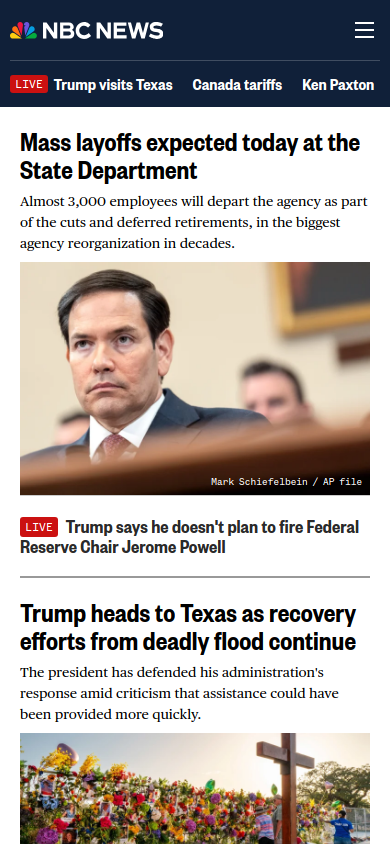 NBC NEWS
LIVE Trump visits Texas Canada tariffs Ken Paxton
Mass layoffs expected today at the
State Department
Almost 3,000 employees will depart the agency as part
of the cuts and deferred retirements, in the biggest
agency reorganization in decades.
Mark Schiefelbein / AP file
LIVE Trump says he doesn't plan to fire Federal
Reserve Chair Jerome Powell
Trump heads to Texas as recovery
efforts from deadly flood continue
The president has defended his administration's
response amid criticism that assistance could have
been provided more quickly.